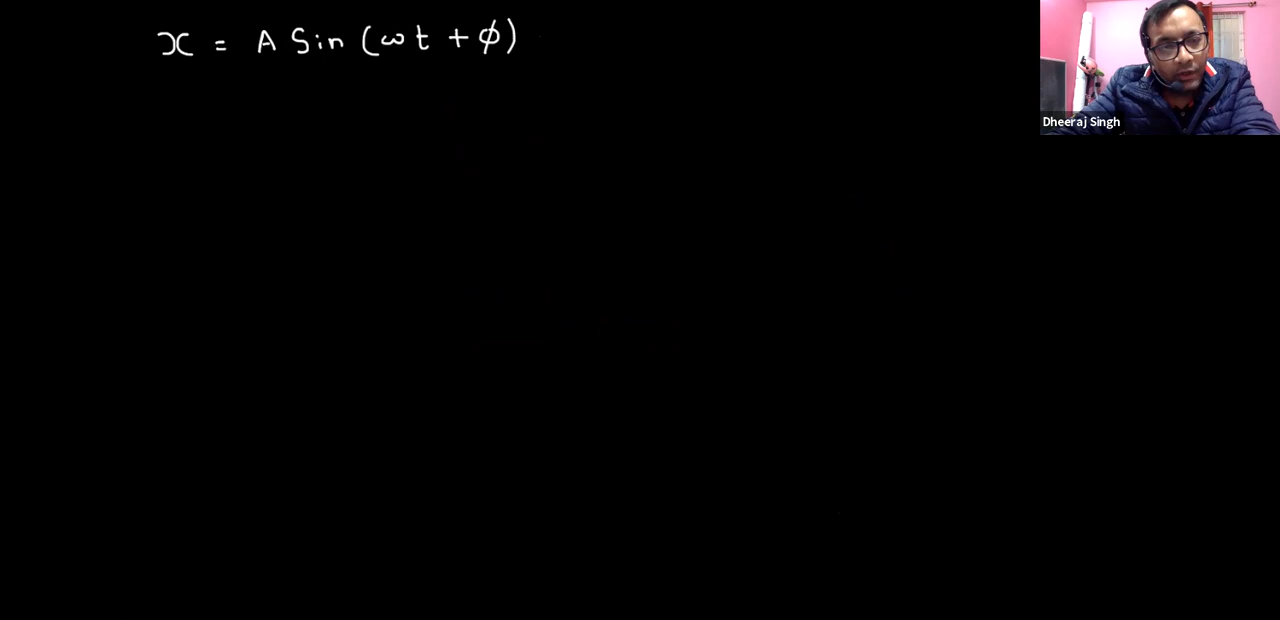 x = A Sin (ωt + φ)
Dheeraj Singh